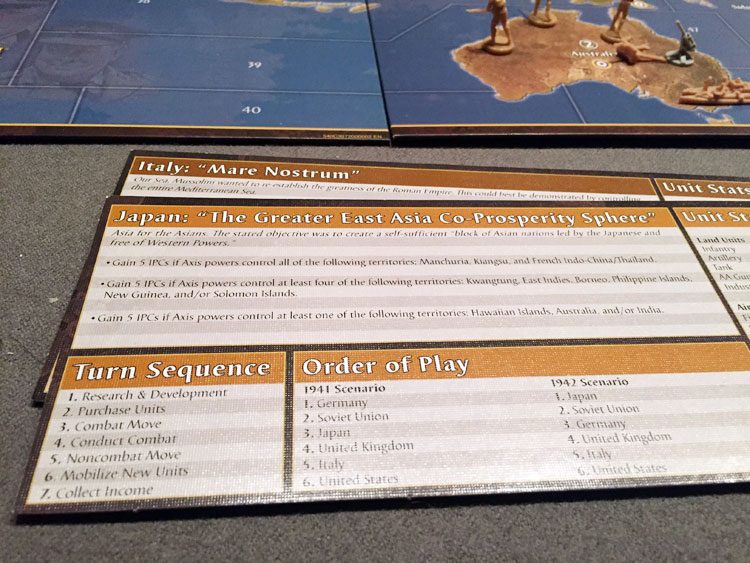 39
40
37
2
Australia
Italy: "Mare Nostrum"
Our Sea. Mussolini wanted to re-establish the greatness of the Roman Empire. This could best be demonstrated by controlling
the entire Mediterranean Sea.
Unit Stats
Japan: "The Greater East Asia Co-Prosperity Sphere"
Asia for the Asians. The stated objective was to create a self-sufficient "block of Asian nations led by the Japanese and
free of Western Powers."
• Gain 5 IPCs if Axis powers control all of the following territories: Manchuria, Kiangsu, and French Indo-China/Thailand.
• Gain 5 IPCs if Axis powers control at least four of the following territories: Kwangtung, East Indies, Borneo, Philippine Islands,
New Guinea, and/or Solomon Islands.
• Gain 5 IPCs if Axis powers control at least one of the following territories: Hawaiian Islands, Australia, and/or India.
Unit St
Land Units
Infantry
Artillery
Tank
AA Gun
Indus
Turn Sequence
1. Research & Development
2. Purchase Units
3. Combat Move
4. Conduct Combat
5. Noncombat Move
6. Mobilize New Units
7. Collect Income
Order of Play
1941 Scenario
1. Germany
2. Soviet Union
3. Japan
4. United Kingdom
5. Italy
6. United States
1942 Scenario
1. Japan
2. Soviet Union
3. Germany
4. United Kingdom
5. Italy
6. United States